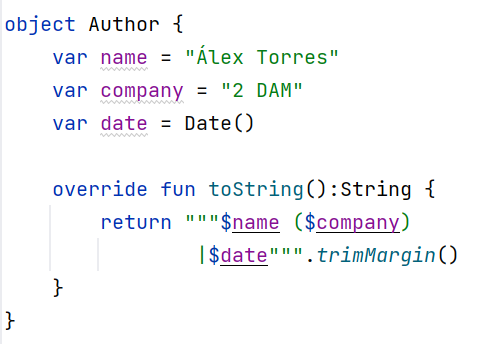 object Author {
    var name = "Álex Torres"
    var company = "2 DAM"
    var date = Date()
    override fun toString():String {
        return """$name ($company)
                |$date""".trimMargin()
    }
}